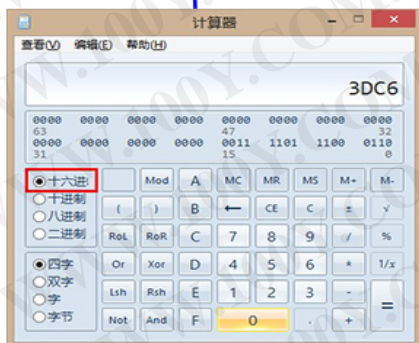 计算器
查看(V) 编辑(E) 帮助(H)
3DC6
0000 0000 0000 0000 0000 0000 0000 0000
63 47 32
0000 0000 0000 0000 0011 1101 1100 0110
31 15 0
十六进 Mod A MC MR MS M+ M-
十进制
八进制 ( ) B ← CE C ± √
二进制 RoL RoR C 7 8 9 / %
四字 Or Xor D 4 5 6 * 1/x
双字
字 Lsh Rsh E 1 2 3 - =
字节 Not And F 0 . +
WWW.100Y.COM